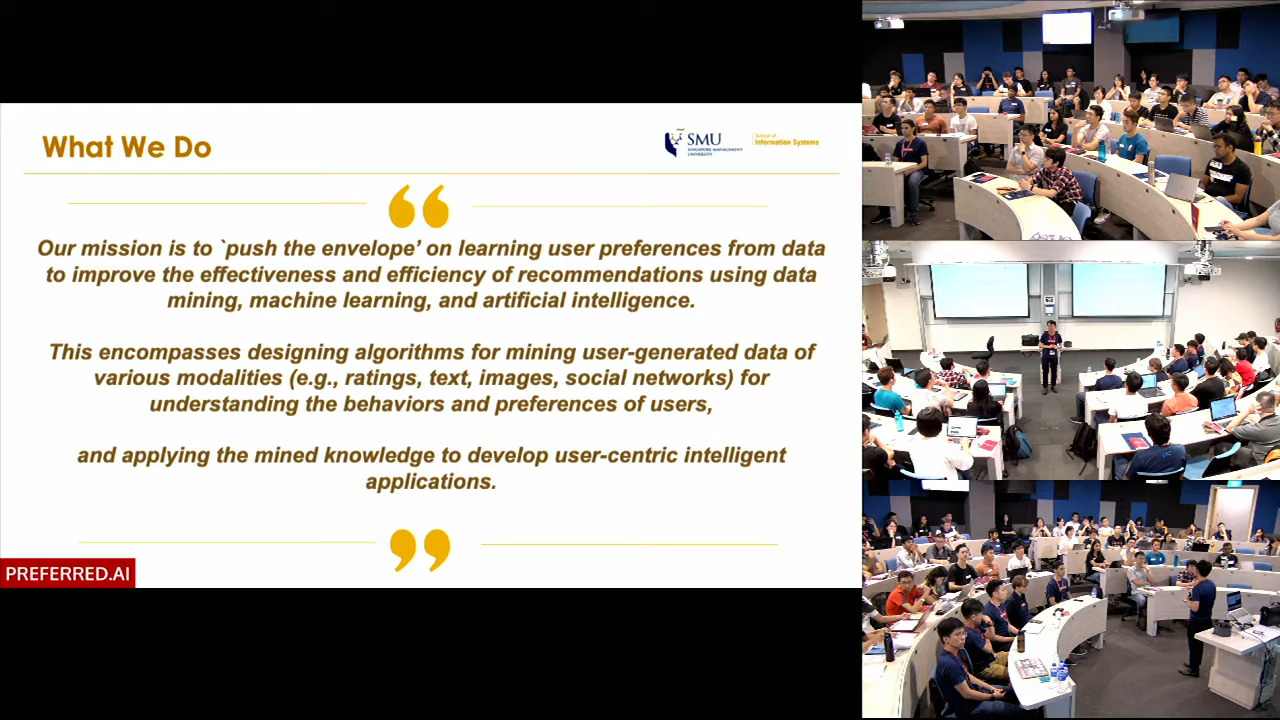 What We Do
SMU
SINGAPORE MANAGEMENT
UNIVERSITY
School of
Information Systems
“
Our mission is to `push the envelope’ on learning user preferences from data
to improve the effectiveness and efficiency of recommendations using data
mining, machine learning, and artificial intelligence.
This encompasses designing algorithms for mining user-generated data of
various modalities (e.g., ratings, text, images, social networks) for
understanding the behaviors and preferences of users,
and applying the mined knowledge to develop user-centric intelligent
applications.
”
PREFERRED.AI